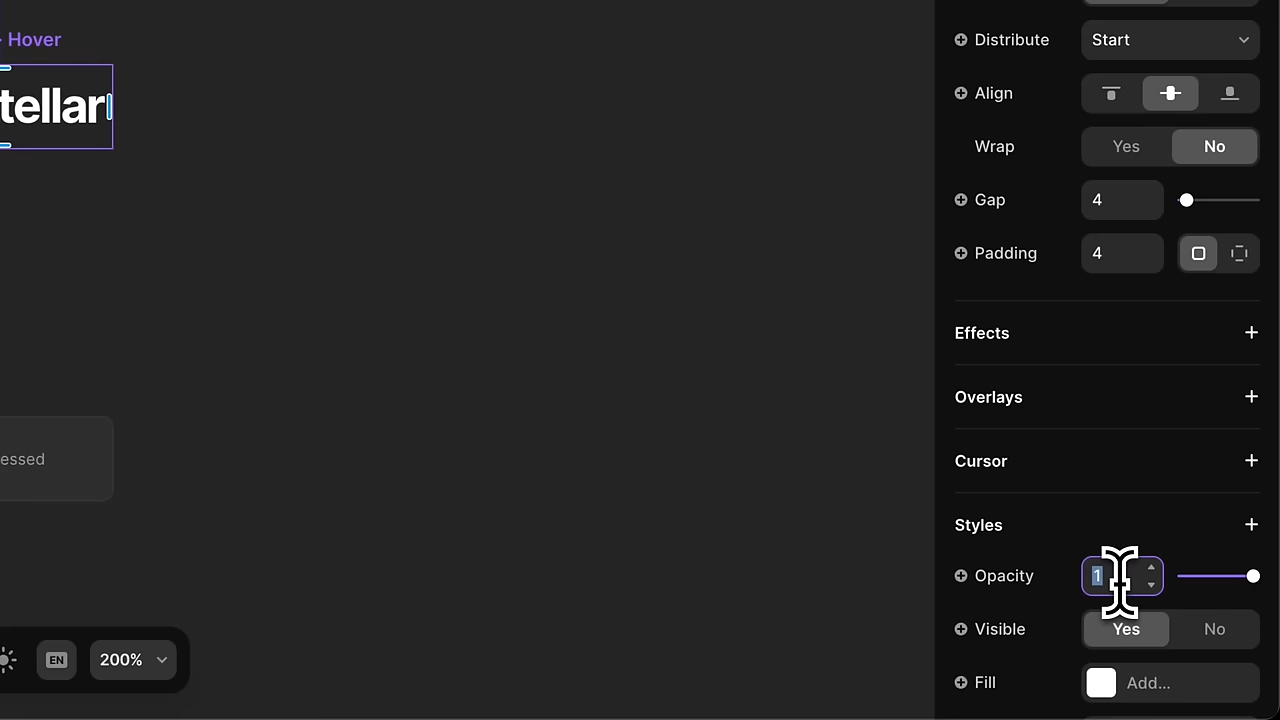 Hover
tellar
essed
EN
200%
Distribute
Start
Align
Wrap
Yes
No
Gap
4
Padding
4
Effects
Overlays
Cursor
Styles
Opacity
1
Visible
Yes
No
Fill
Add...